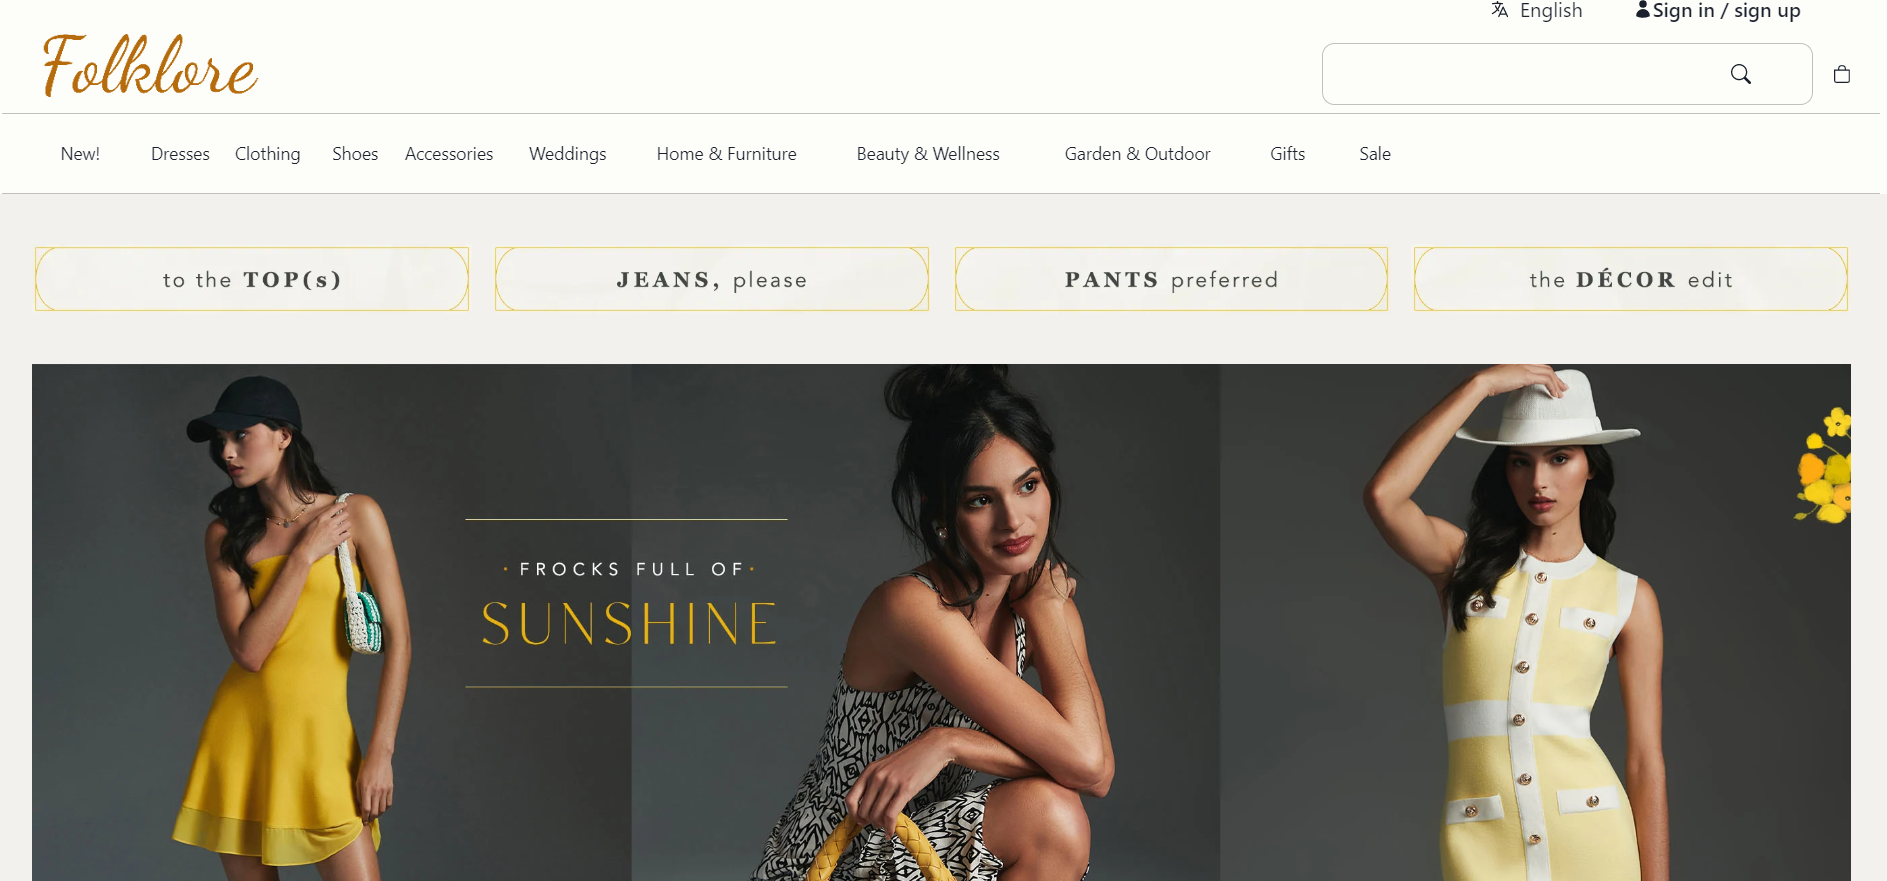 English
Sign in / sign up
Folklore
New! Dresses Clothing Shoes Accessories Weddings Home & Furniture Beauty & Wellness Garden & Outdoor Gifts Sale
to the TOP(s)
JEANS, please
PANTS preferred
the DÉCOR edit
· FROCKS FULL OF ·
SUNSHINE